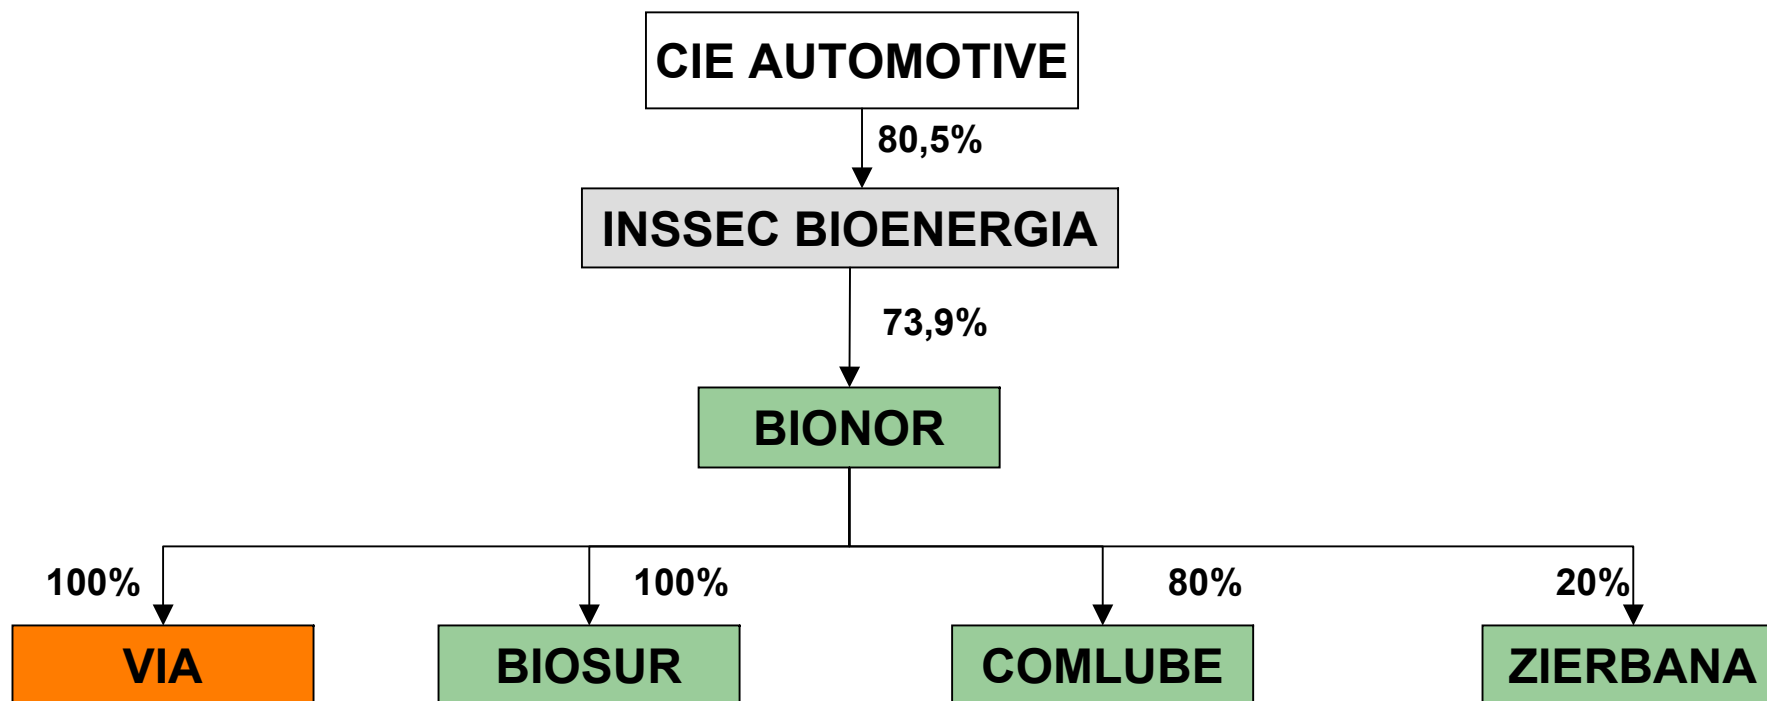 CIE AUTOMOTIVE
80,5%
INSSEC BIOENERGIA
73,9%
BIONOR
100%
100%
80%
20%
VIA
BIOSUR
COMLUBE
ZIERBANA